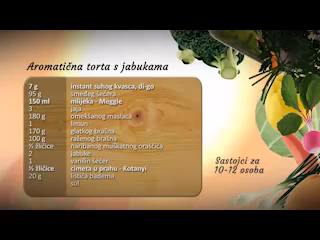 Aromatična torta s jabukama
7 g instant suhog kvasca, di-go
95 g smeđeg šećera
150 ml mlijeka - Meggle
3 jaja
180 g omekšanog maslaca
1 limun
170 g glatkog brašna
100 g raženog brašna
½ žličice naribanog muškatnog oraščića
2 jabuke
1 vanilin šećer
½ žličice cimeta u prahu - Kotanyi
20 g listića badema
sol
Sastojci za
10-12 osoba